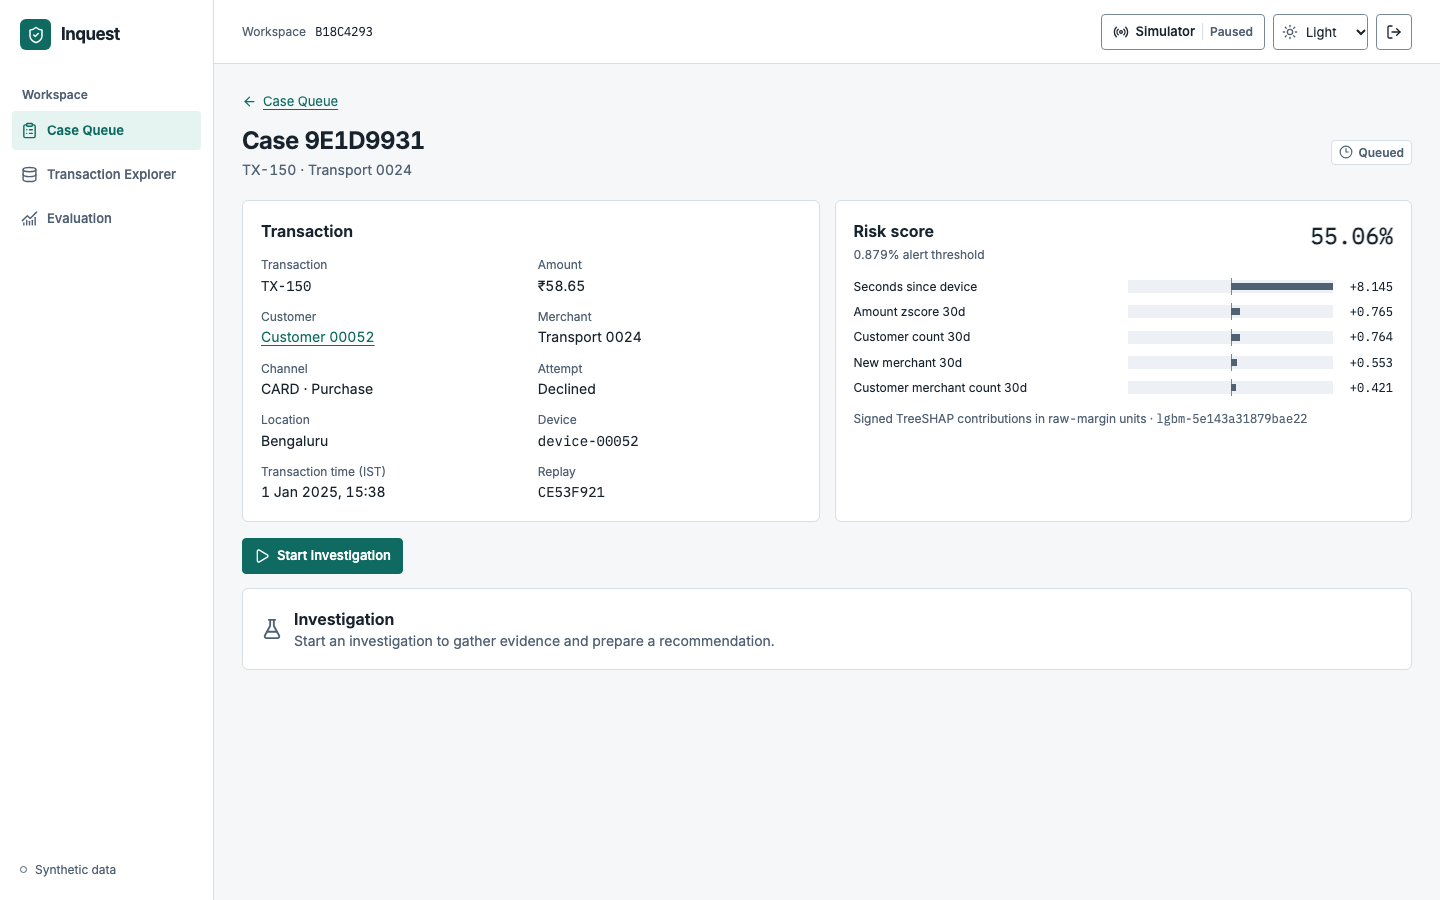 Inquest
Workspace B18C4293
Simulator Paused
Light
Workspace
Case Queue
Transaction Explorer
Evaluation
Synthetic data
Case Queue
Case 9E1D9931
TX-150 · Transport 0024
Queued
Transaction
Transaction
TX-150
Amount
₹58.65
Customer
Customer 00052
Merchant
Transport 0024
Channel
CARD · Purchase
Attempt
Declined
Location
Bengaluru
Device
device-00052
Transaction time (IST)
1 Jan 2025, 15:38
Replay
CE53F921
Risk score
55.06%
0.879% alert threshold
Seconds since device +8.145
Amount zscore 30d +0.765
Customer count 30d +0.764
New merchant 30d +0.553
Customer merchant count 30d +0.421
Signed TreeSHAP contributions in raw-margin units · lgbm-5e143a31879bae22
Start investigation
Investigation
Start an investigation to gather evidence and prepare a recommendation.